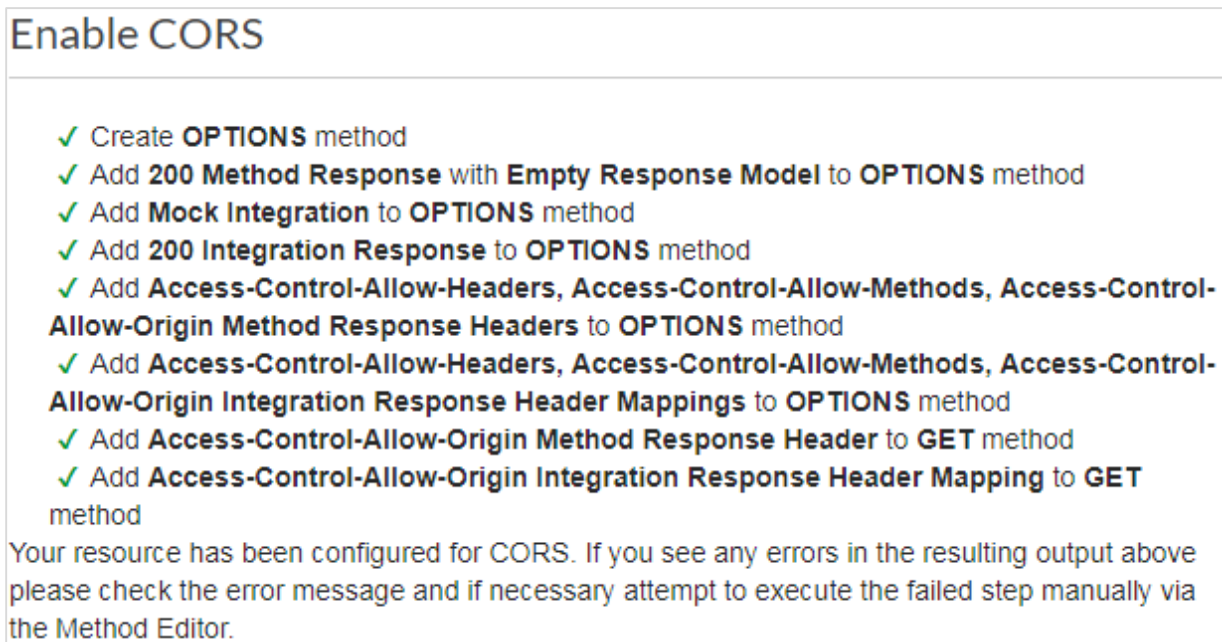 Enable CORS
✓ Create OPTIONS method
✓ Add 200 Method Response with Empty Response Model to OPTIONS method
✓ Add Mock Integration to OPTIONS method
✓ Add 200 Integration Response to OPTIONS method
✓ Add Access-Control-Allow-Headers, Access-Control-Allow-Methods, Access-Control-
Allow-Origin Method Response Headers to OPTIONS method
✓ Add Access-Control-Allow-Headers, Access-Control-Allow-Methods, Access-Control-
Allow-Origin Integration Response Header Mappings to OPTIONS method
✓ Add Access-Control-Allow-Origin Method Response Header to GET method
✓ Add Access-Control-Allow-Origin Integration Response Header Mapping to GET
method
Your resource has been configured for CORS. If you see any errors in the resulting output above
please check the error message and if necessary attempt to execute the failed step manually via
the Method Editor.